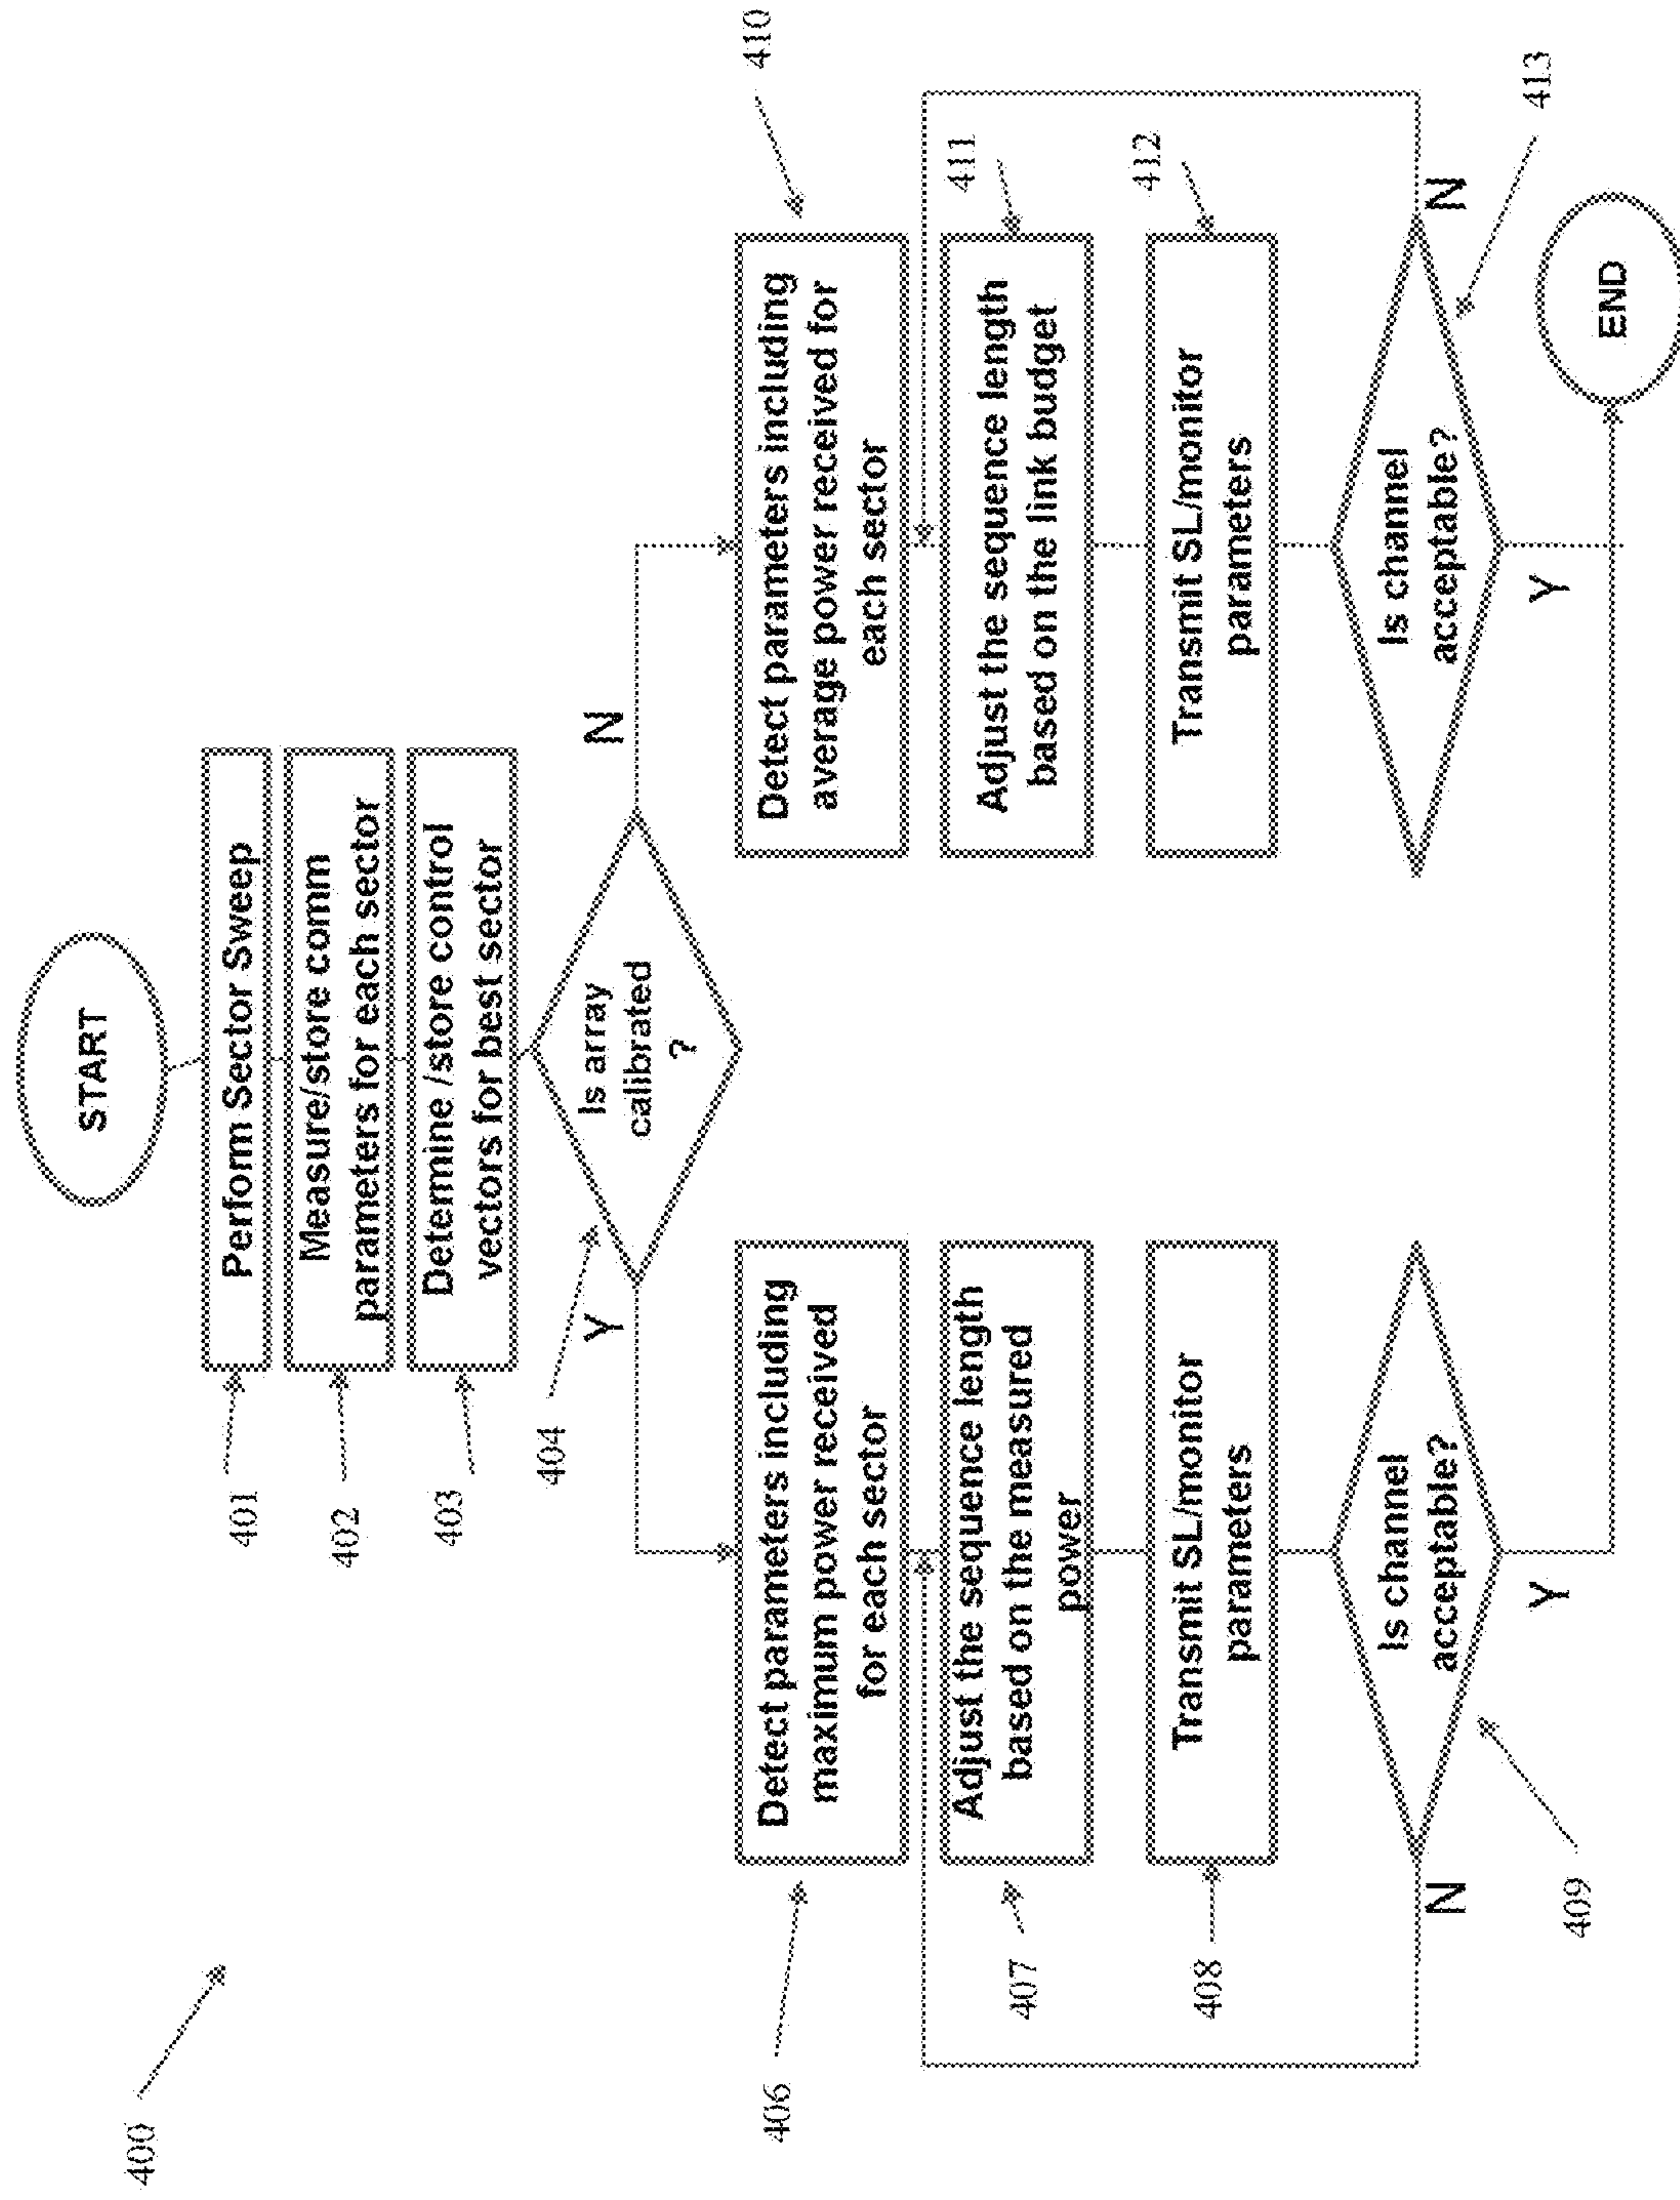 400
START
401
Perfom Sector Sweep
402
Measure/store comm
parameters for each sector
403
Determine /store control
vectors for best sector
404
Is array
calibrated
?
Y
N
406
Detect parameters including
maximum power received
for each sector
407
Adjust the sequence length
based on the measured
power
408
Transmit SL/monitor
parameters
409
Is channel
acceptable?
N
Y
410
Detect parameters including
average power received for
each sector
411
Adjust the sequence length
based on the link budget
412
Transmit SL/monitor
parameters
413
Is channel
acceptable?
N
Y
END